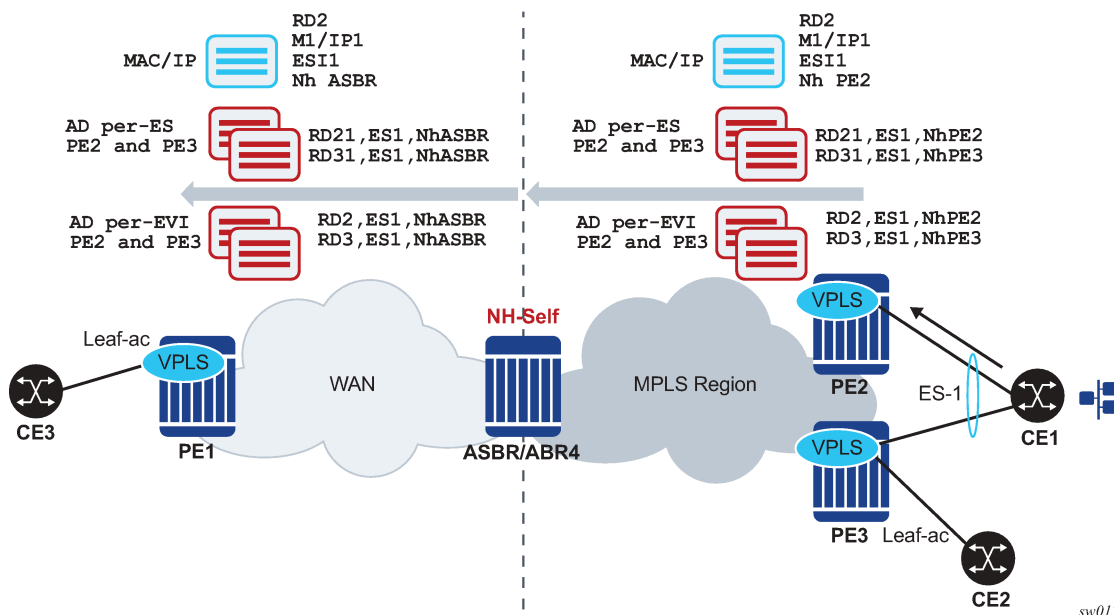 RD2
M1/IP1
MAC/IP
ESI1
Nh ASBR
AD per-ES
PE2 and PE3
RD21,ES1,NhASBR
RD31,ES1,NhASBR
AD per-EVI
PE2 and PE3
RD2,ES1,NhASBR
RD3,ES1,NhASBR
RD2
M1/IP1
MAC/IP
ESI1
Nh PE2
AD per-ES
PE2 and PE3
RD21,ES1,NhPE2
RD31,ES1,NhPE3
AD per-EVI
PE2 and PE3
RD2,ES1,NhPE2
RD3,ES1,NhPE3
NH-Self
Leaf-ac
VPLS
WAN
MPLS Region
VPLS
PE2
ES-1
CE3
PE1
ASBR/ABR4
CE1
VPLS
PE3
Leaf-ac
CE2
sw01